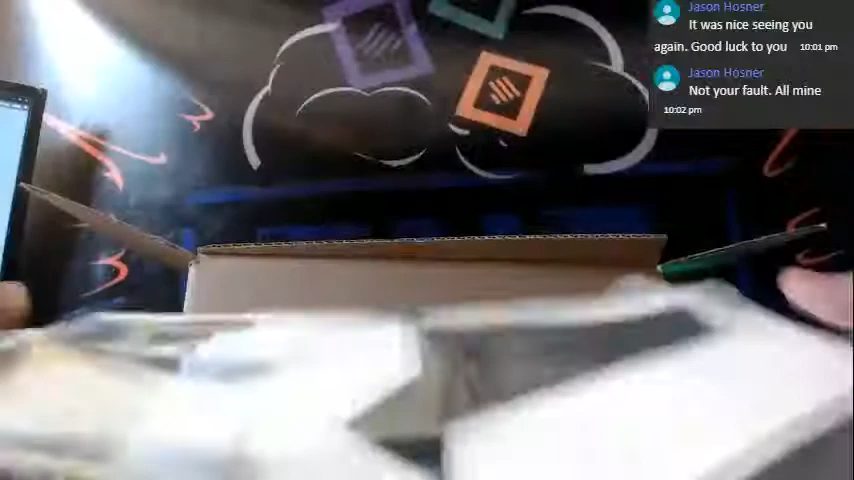 Jason Hosner
It was nice seeing you
again. Good luck to you 10:01 pm
Jason Hosner
Not your fault. All mine
10:02 pm